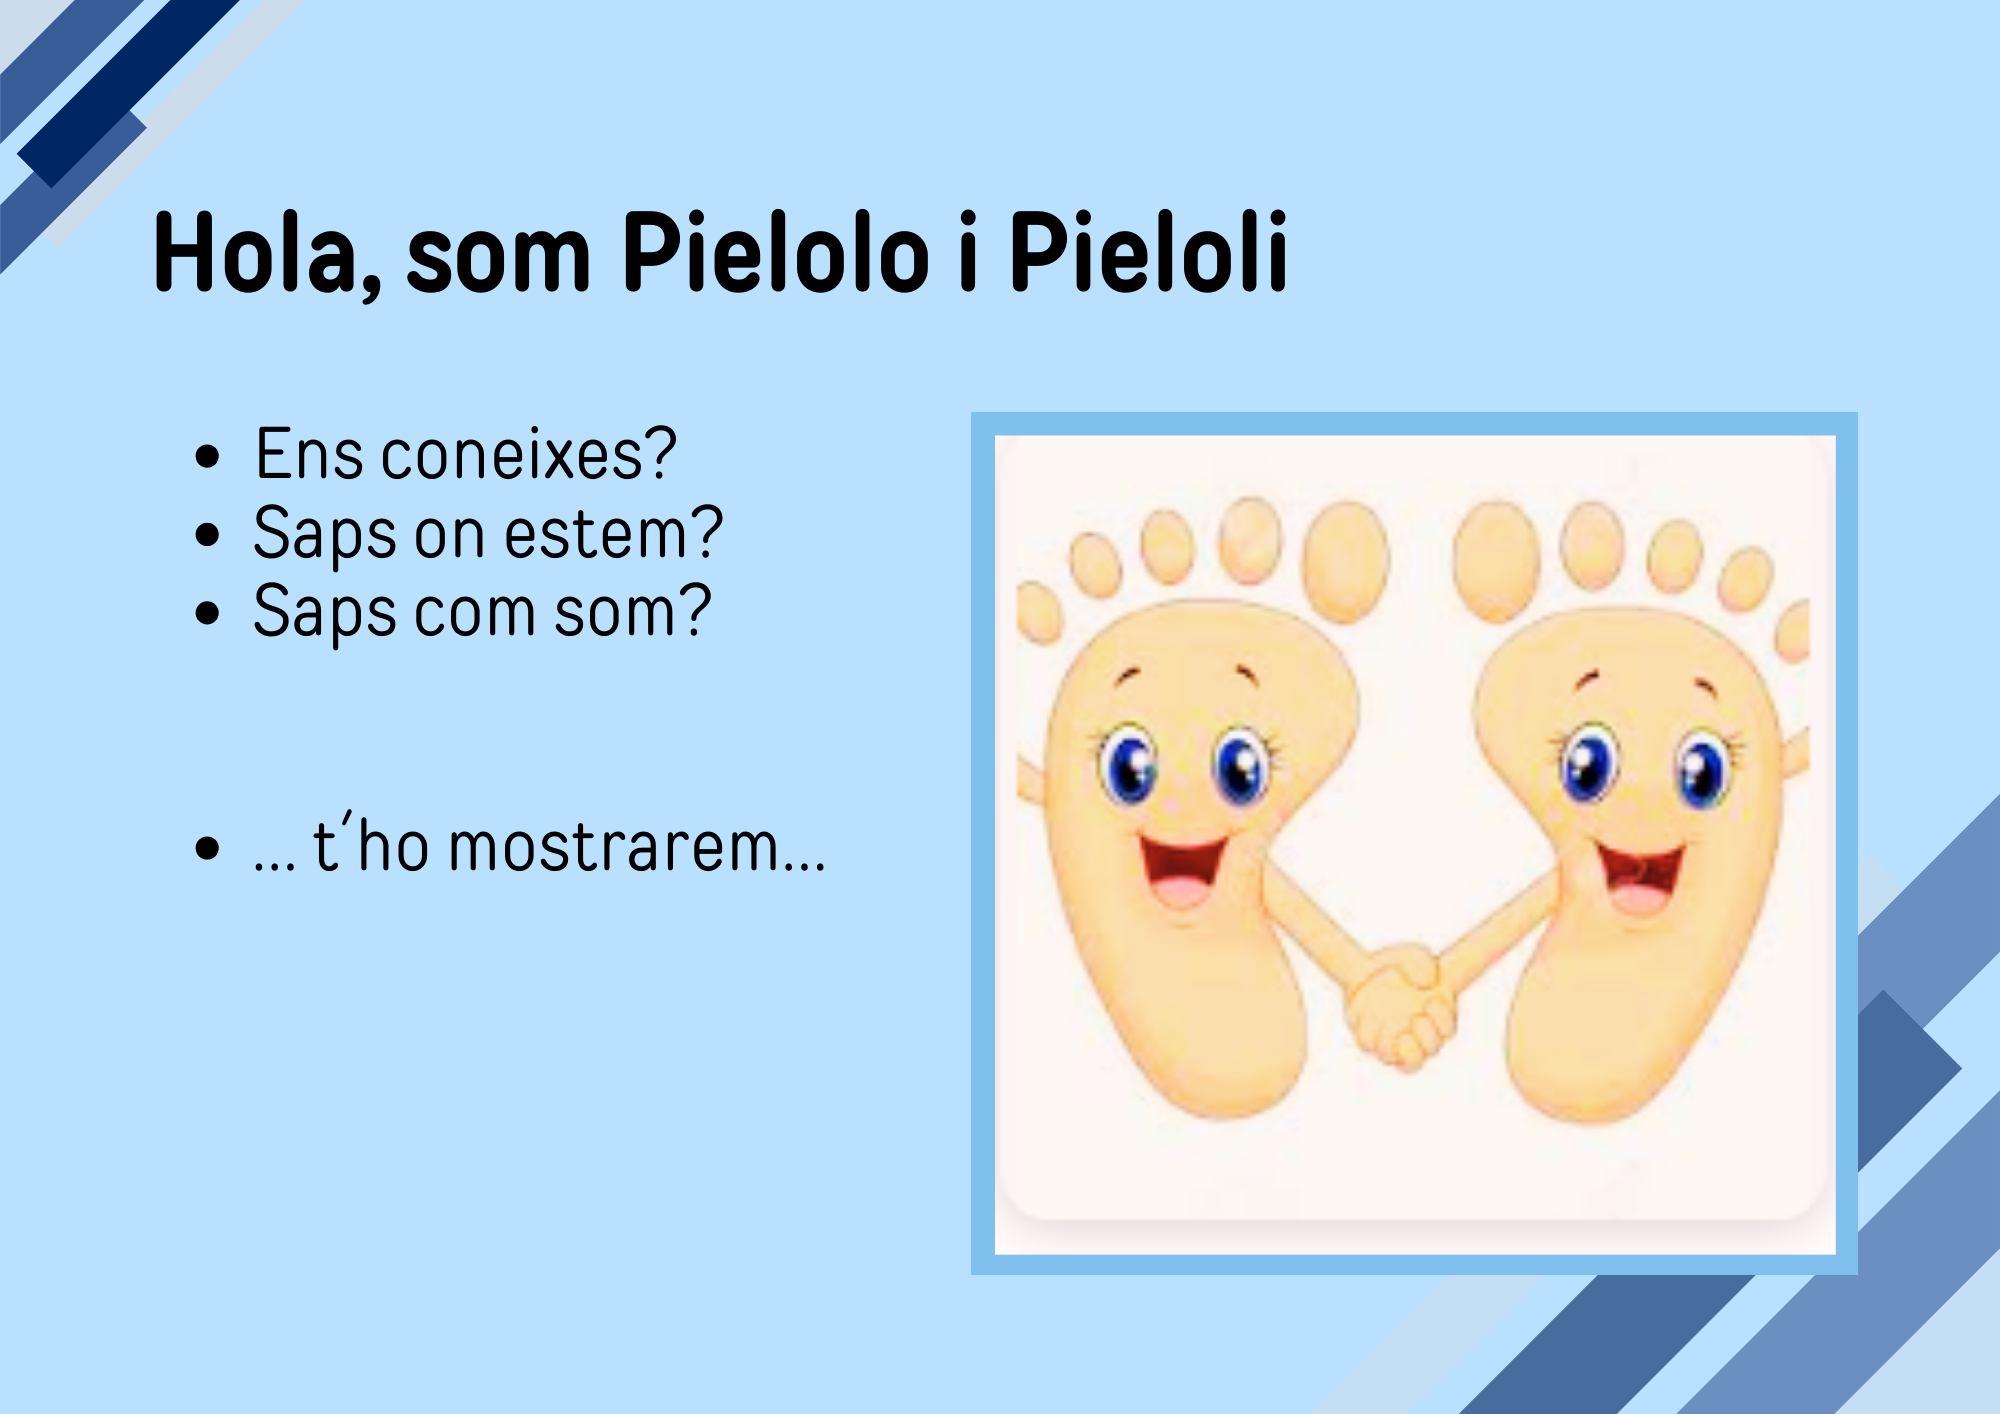 Hola, som Pielolo i Pieloli
• Ens coneixes?
• Saps on estem?
• Saps com som?
• ... t´ho mostrarem...